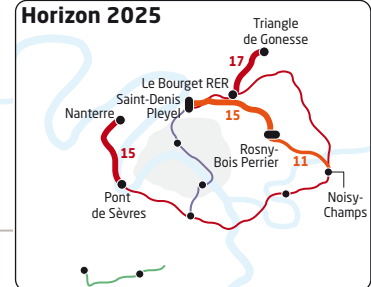 Horizon 2025
Triangle
de Gonesse
17
Le Bourget RER
Saint-Denis
Pleyel
15
Nanterre
15
Rosny-
Bois Perrier
11
Pont
de Sèvres
Noisy-
Champs